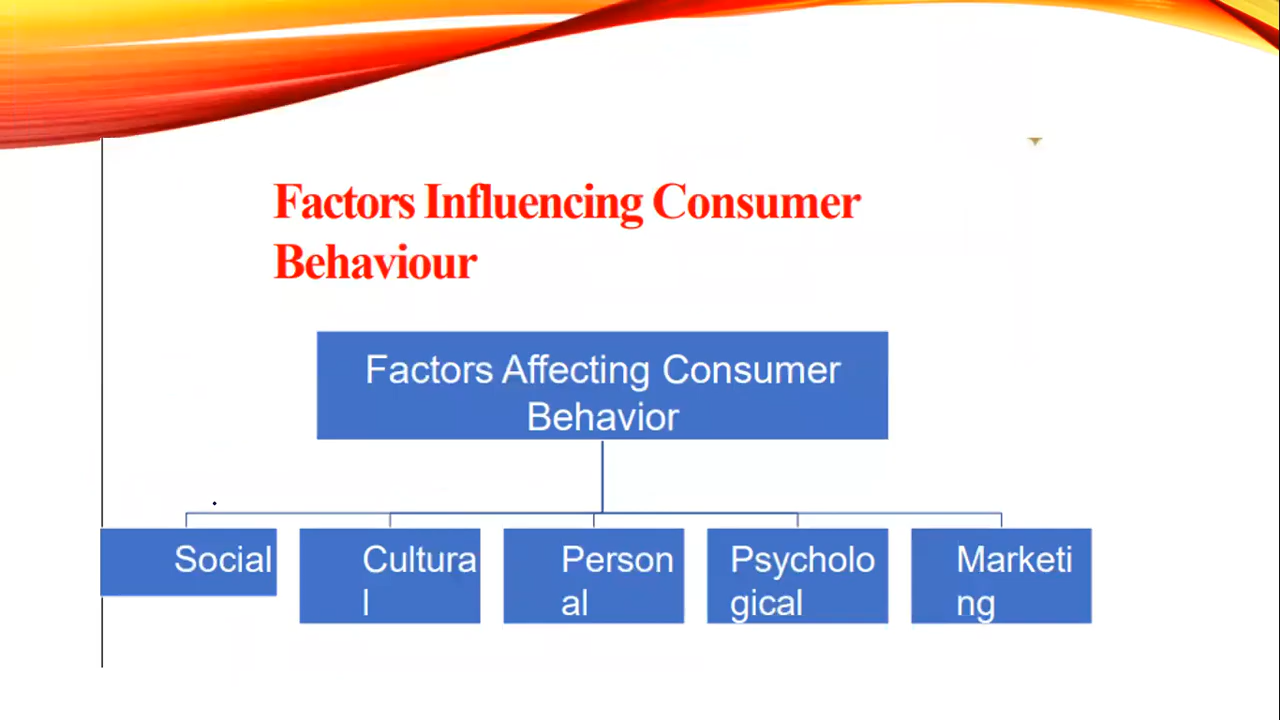 Factors Influencing Consumer
Behaviour
Factors Affecting Consumer
Behavior
Social
Cultura
l
Person
al
Psycholo
gical
Marketi
ng